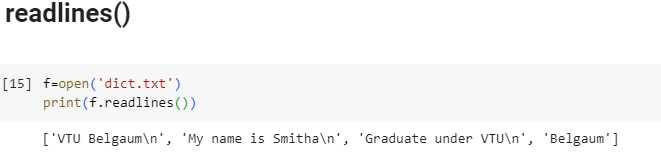 readlines()
[15] f=open('dict.txt')
print(f.readlines())
['VTU Belgaum\n', 'My name is Smitha\n', 'Graduate under VTU\n', 'Belgaum']